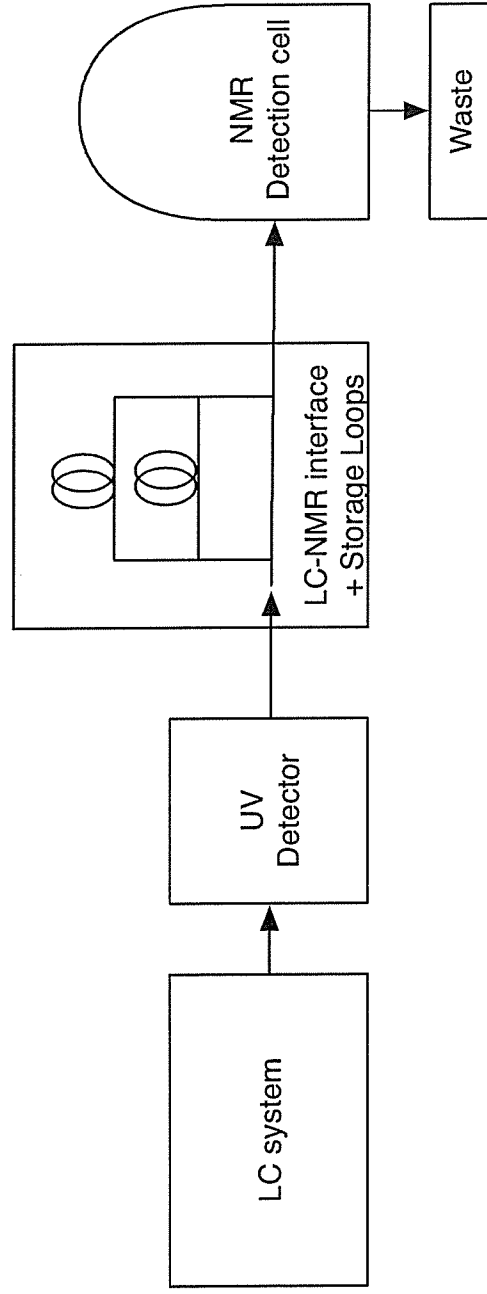 LC system
UV
Detector
LC-NMR interface
+ Storage Loops
NMR
Detection cell
Waste